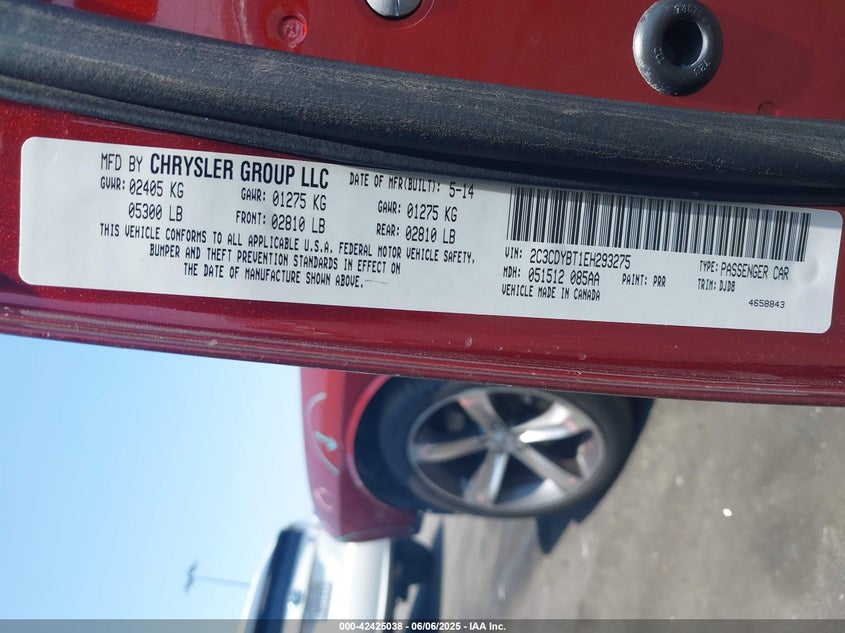 MFD BY CHRYSLER GROUP LLC DATE OF MFR(BUILT): 5-14
GVWR: 02405 KG GAWR: 01275 KG GAWR: 01275 KG
05300 LB FRONT: 02810 LB REAR: 02810 LB
THIS VEHICLE CONFORMS TO ALL APPLICABLE U.S.A. FEDERAL MOTOR VEHICLE SAFETY,
BUMPER AND THEFT PREVENTION STANDARDS IN EFFECT ON
THE DATE OF MANUFACTURE SHOWN ABOVE.
VIN: 2C3CDYBT1EH293275 TYPE: PASSENGER CAR
MDH: 051512 085AA PAINT: PRR TRIM: DJD8
VEHICLE MADE IN CANADA
4658843
000-42425038 - 06/06/2025 - IAA Inc.